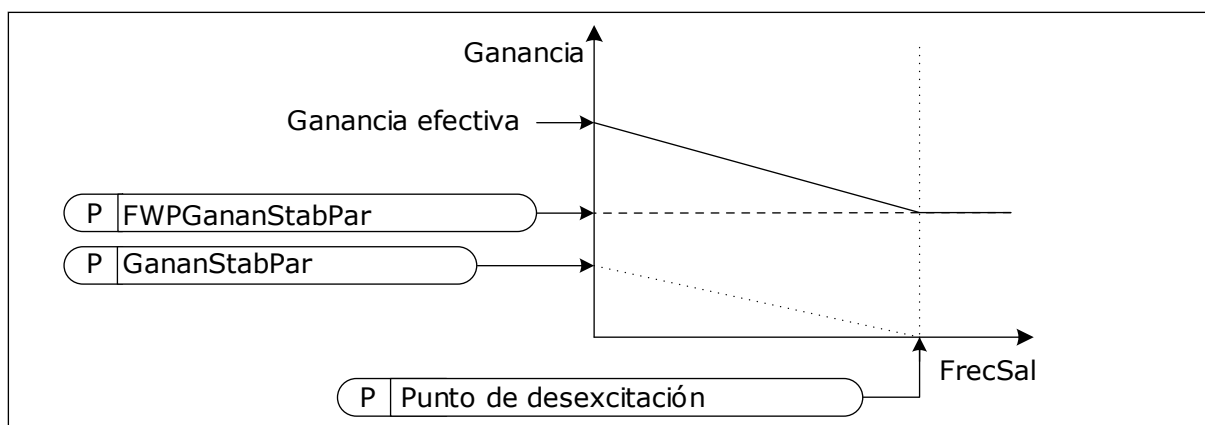 Ganancia
Ganancia efectiva
P FWPGananStabPar
P GananStabPar
FrecSal
P Punto de desexcitación